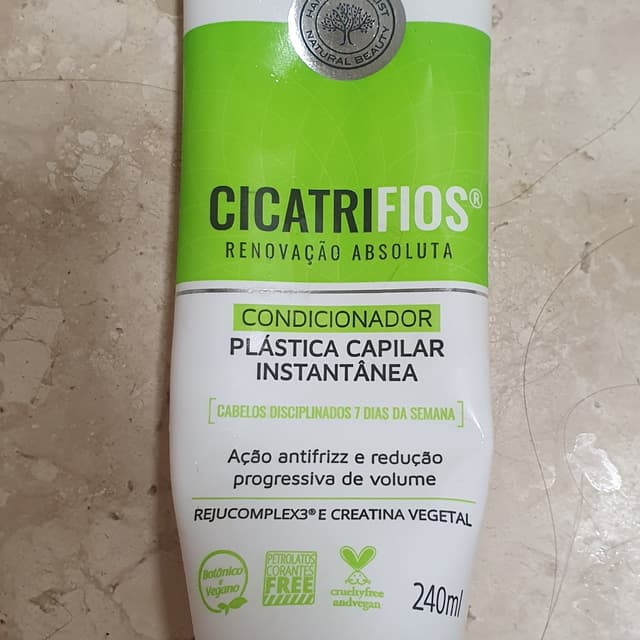 NATURAL BEAUTY
CICATRIFIOS®
RENOVAÇÃO ABSOLUTA
CONDICIONADOR
PLÁSTICA CAPILAR
INSTANTÂNEA
[CABELOS DISCIPLINADOS 7 DIAS DA SEMANA]
Ação antifrizz e redução
progressiva de volume
REJUCOMPLEX3® E CREATINA VEGETAL
Botânico
e
Vegano
PETROLATOS
CORANTES
FREE
crueltyfree
andvegan
240ml